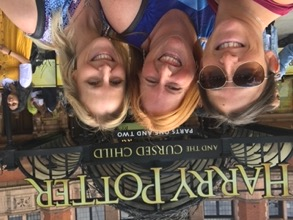 HARRY POTTER
AND THE CURSED CHILD
PARTS ONE AND TWO